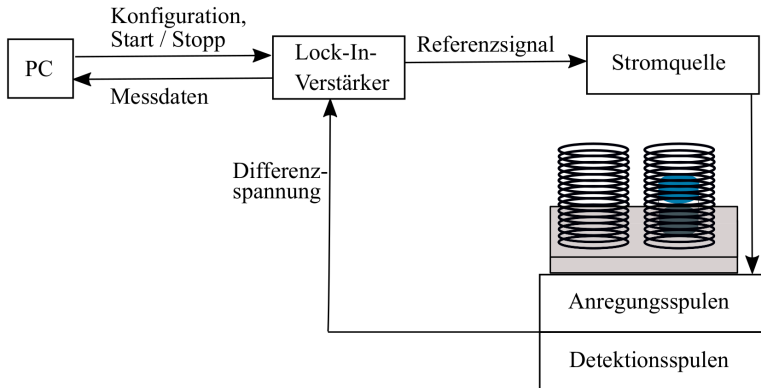 Konfiguration,
Start / Stopp
PC
Messdaten
Lock-In-
Verstärker
Referenzsignal
Stromquelle
Differenz-
spannung
Anregungsspulen
Detektionsspulen